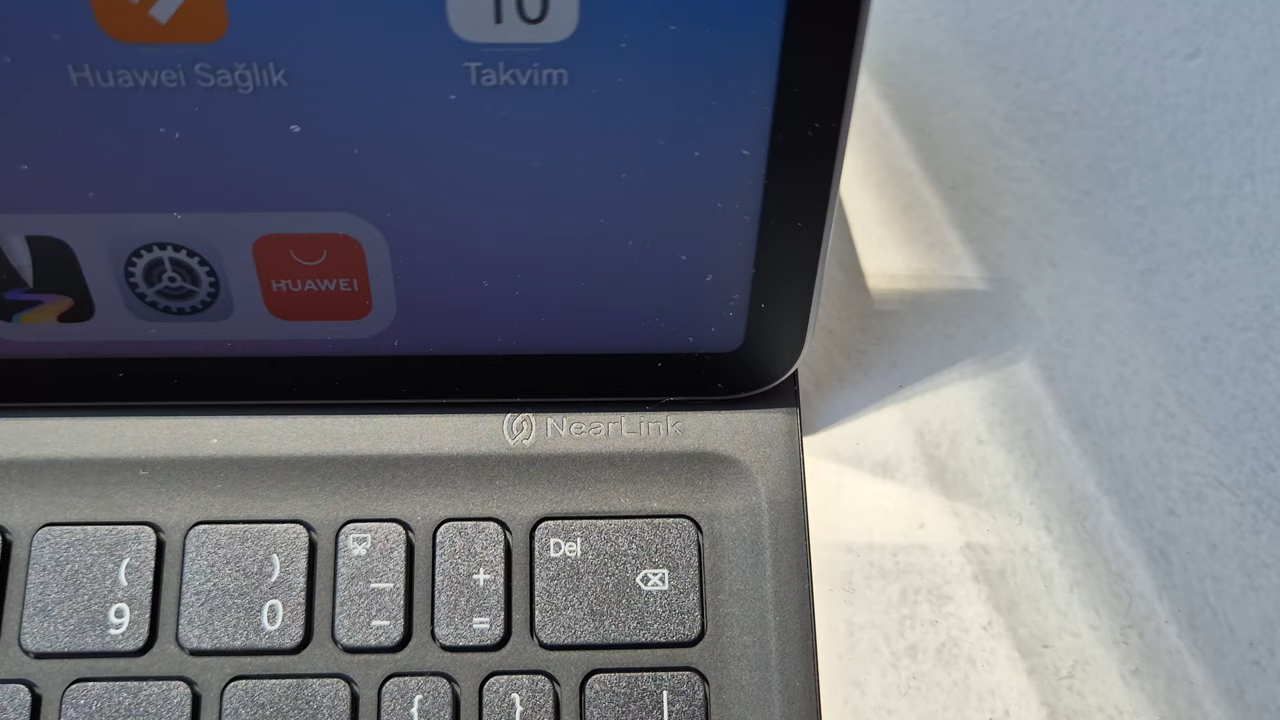 10
Huawei Sağlık
Takvim
HUAWEI
NearLink
( ) _ + Del
9 0 - =
{ } |